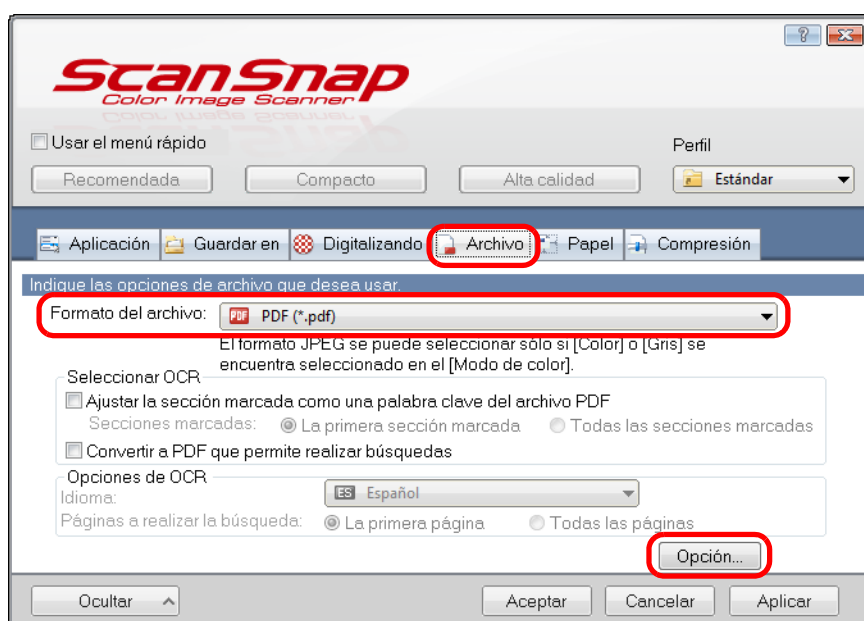 ?
ScanSnap
Color Image Scanner
Usar el menú rápido
Perfil
Recomendada Compacto Alta calidad Estándar
Aplicación Guardar en Digitalizando Archivo Papel Compresión
Indique las opciones de archivo que desea usar.
Formato del archivo: PDF PDF (*.pdf)
El formato JPEG se puede seleccionar sólo si [Color] o [Gris] se
encuentra seleccionado en el [Modo de color].
Seleccionar OCR
Ajustar la sección marcada como una palabra clave del archivo PDF
Secciones marcadas: La primera sección marcada Todas las secciones marcadas
Convertir a PDF que permite realizar búsquedas
Opciones de OCR
Idioma: ES Español
Páginas a realizar la búsqueda: La primera página Todas las páginas
Opción...
Ocultar Aceptar Cancelar Aplicar